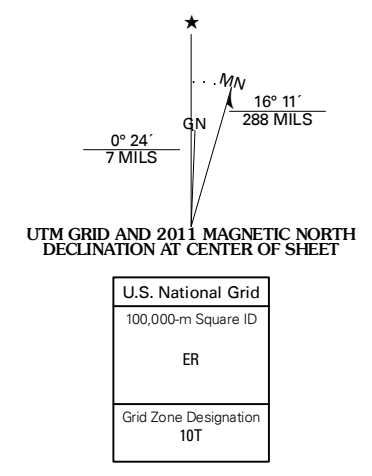 ★
. . . MN
16° 11´
288 MILS
GN
0° 24´
7 MILS
UTM GRID AND 2011 MAGNETIC NORTH
DECLINATION AT CENTER OF SHEET
U.S. National Grid
100,000-m Square ID
ER
Grid Zone Designation
10T